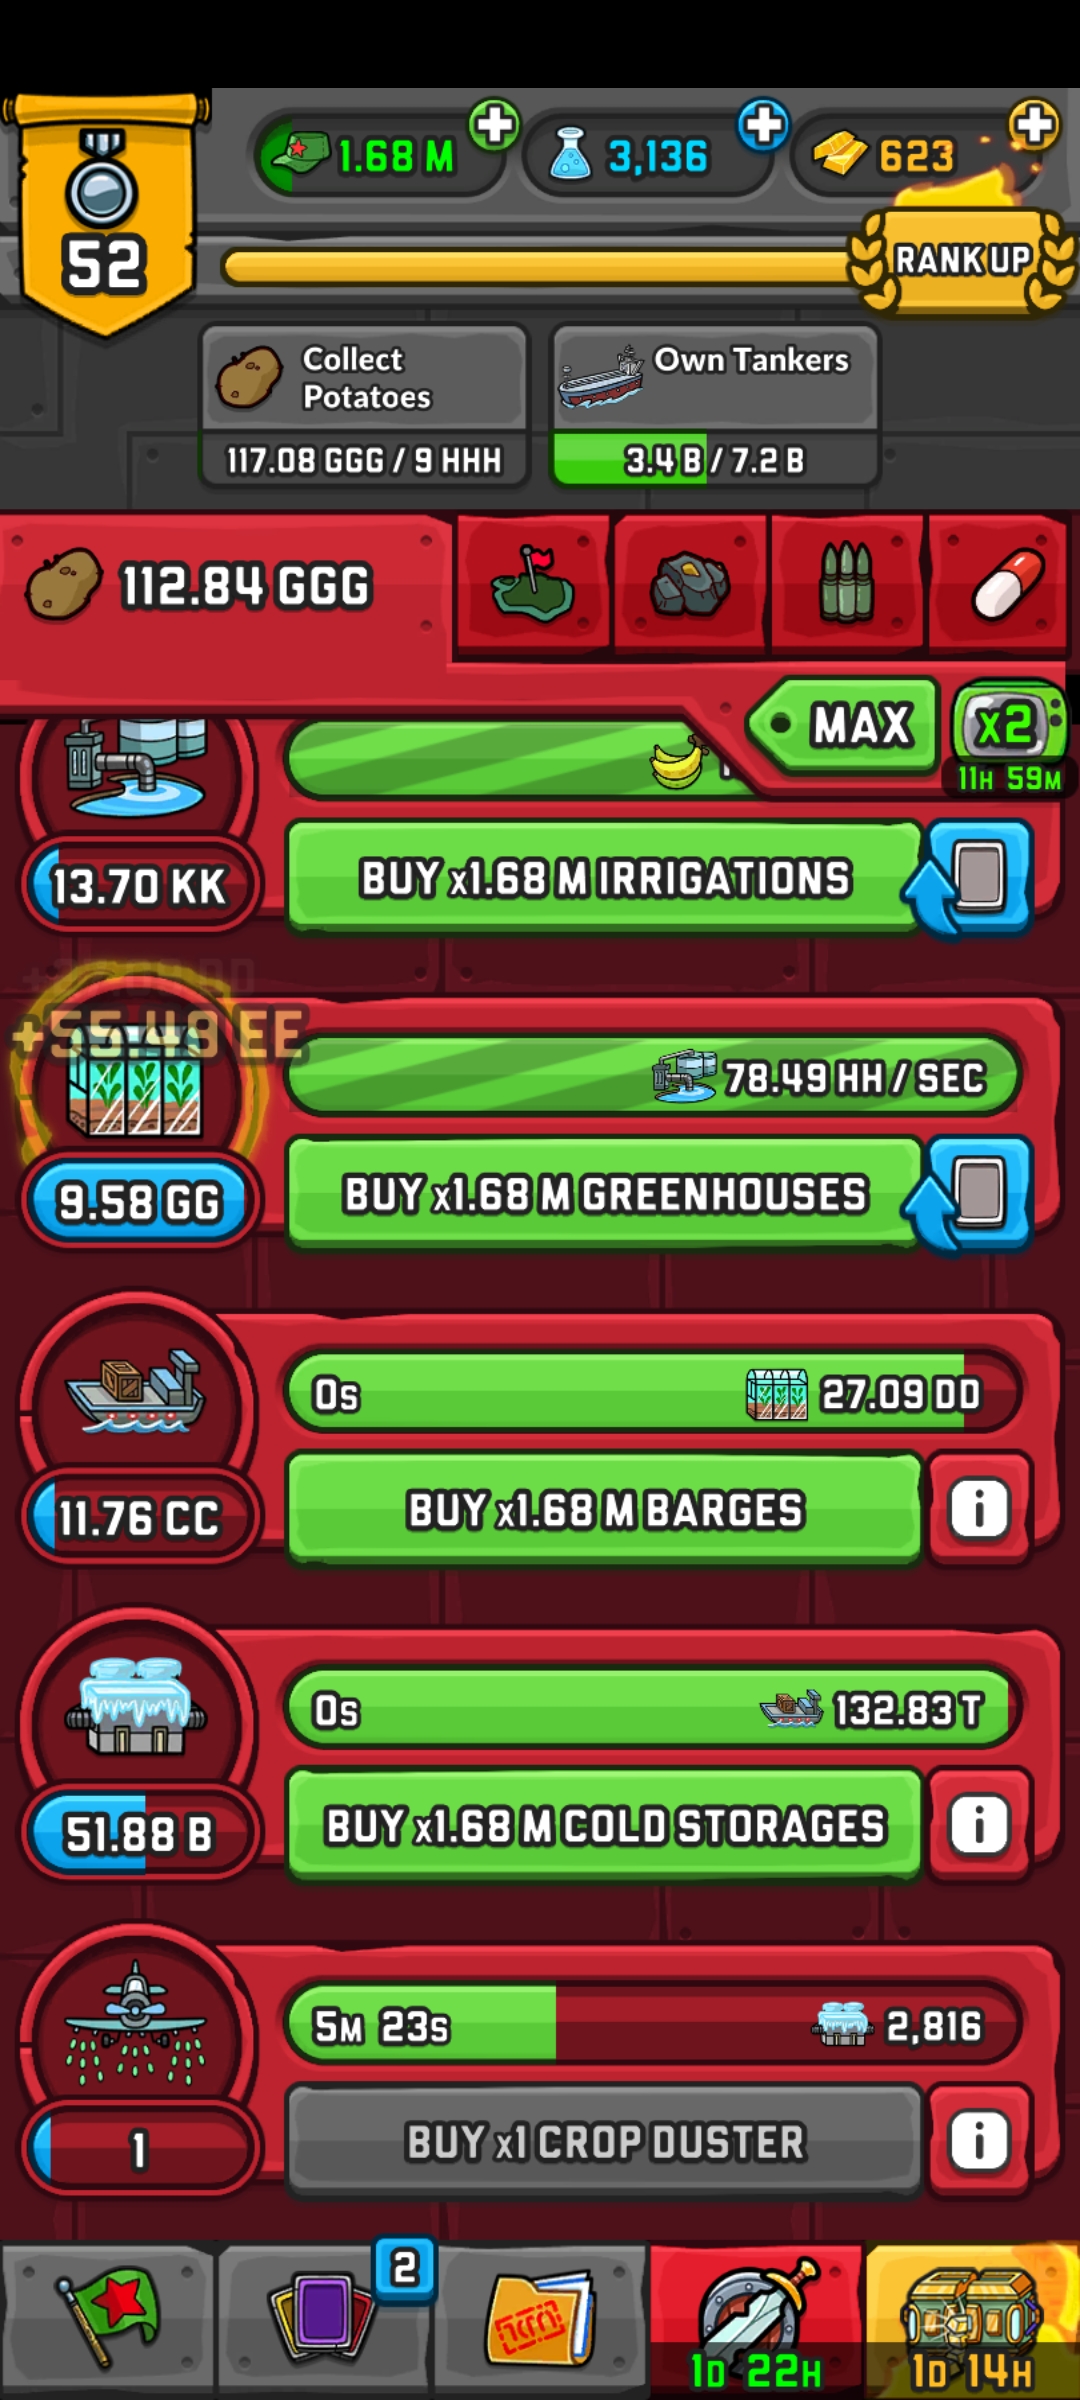 1.68 M
3,136
623
52
RANK UP
Collect
Potatoes
Own Tankers
117.08 GGG / 9 HHH
3.4 B / 7.2 B
112.84 GGG
MAX
x2
11H 59M
13.70 KK
BUY x1.68 M IRRIGATIONS
+55.49 EE
78.49 HH / SEC
9.58 GG
BUY x1.68 M GREENHOUSES
0s
27.09 DD
11.76 CC
BUY x1.68 M BARGES
i
0s
132.83 T
51.88 B
BUY x1.68 M COLD STORAGES
i
5M 23s
2,816
1
BUY x1 CROP DUSTER
i
2
1D 22H
1D 14H